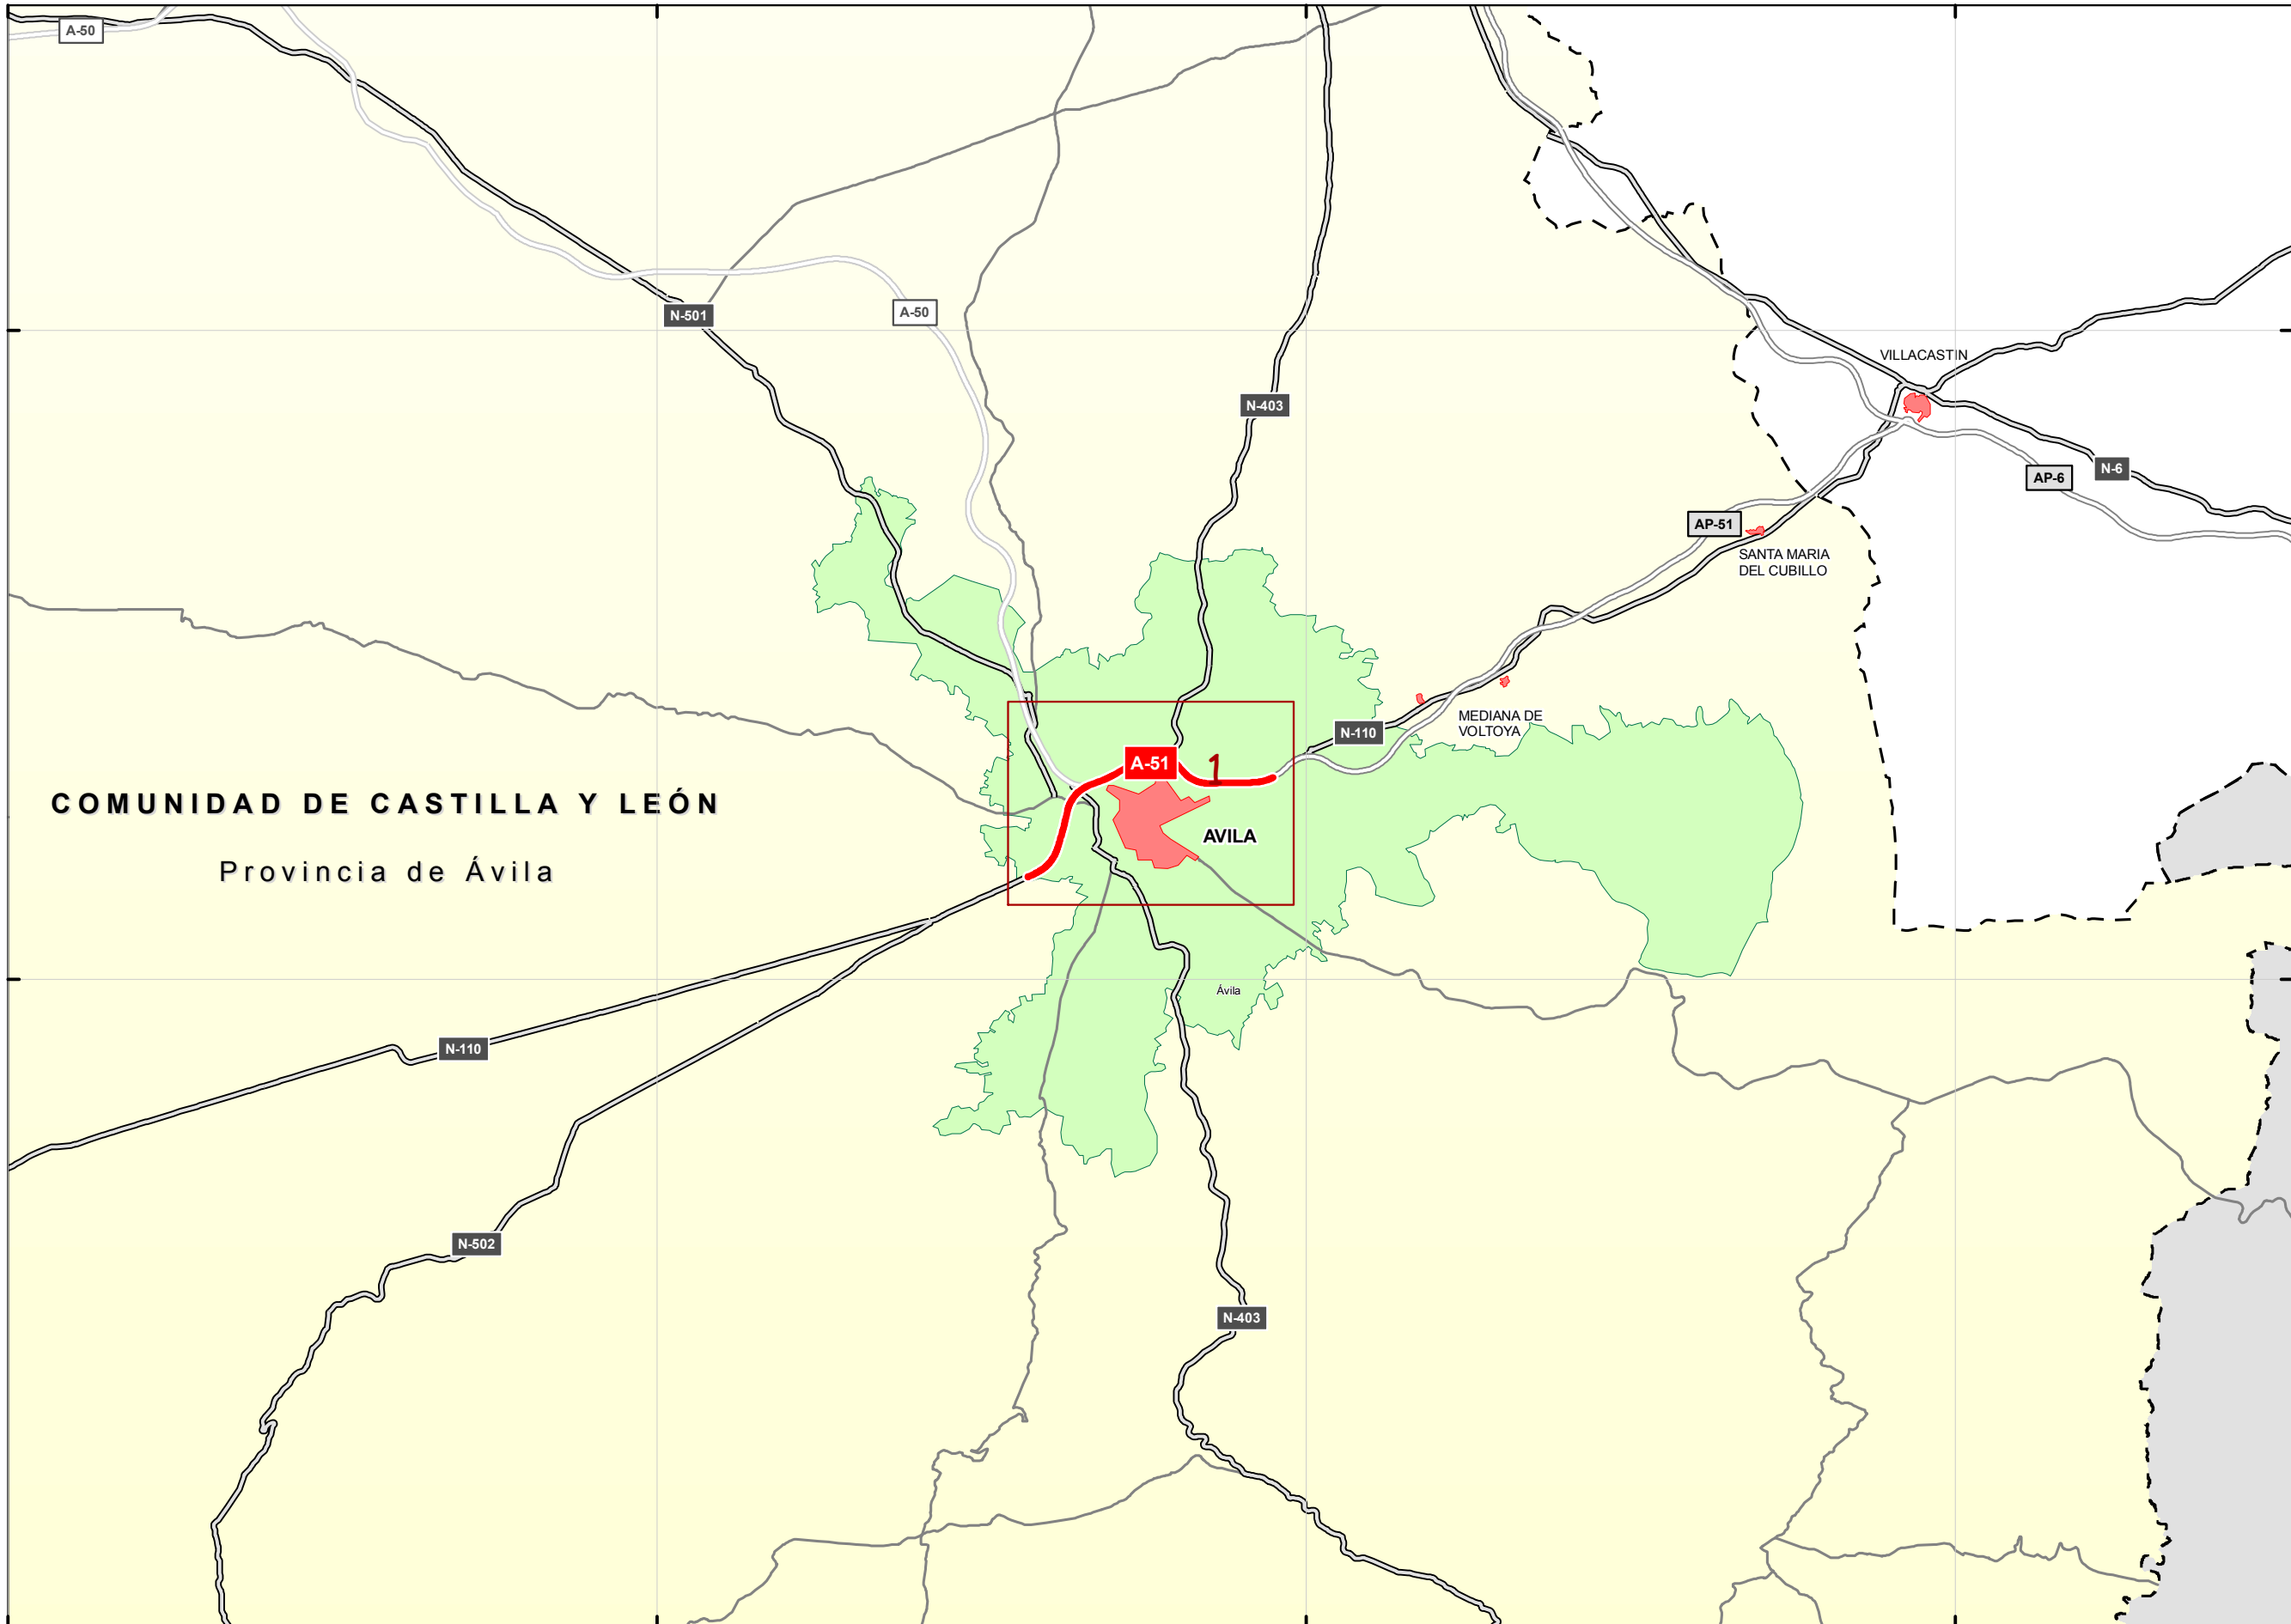 A-50
N-501
A-50
VILLACASTIN
N-403
N-6
AP-6
AP-51
SANTA MARIA
DEL CUBILLO
MEDIANA DE
VOLTOYA
N-110
A-51
1
COMUNIDAD DE CASTILLA Y LEÓN
AVILA
Provincia de Ávila
Ávila
N-110
N-502
N-403